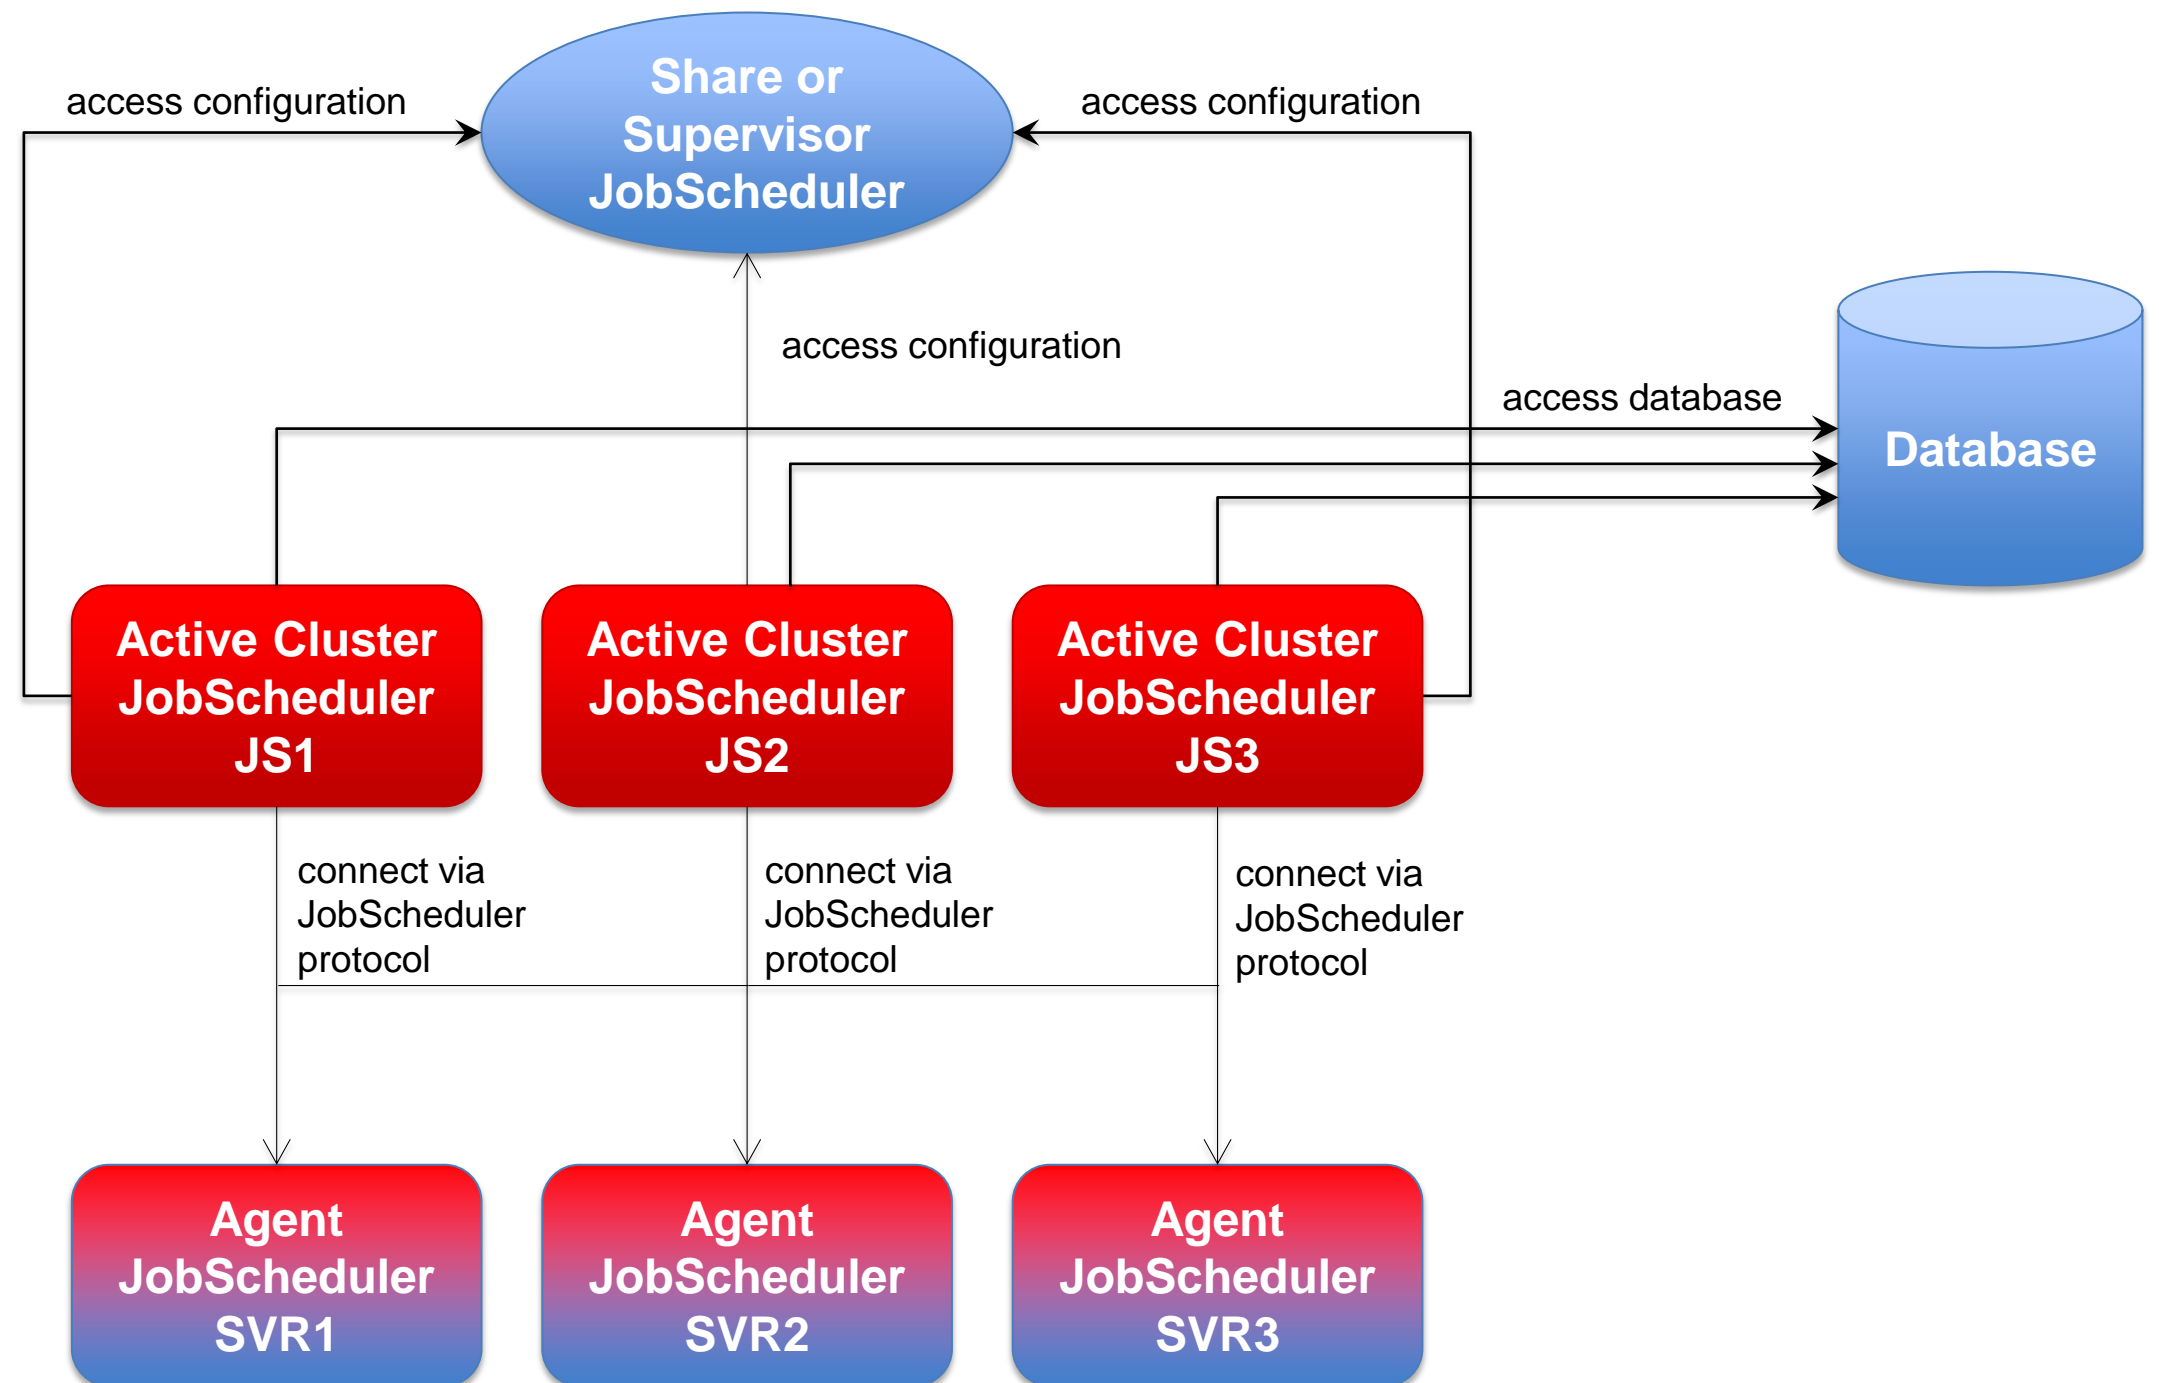 Share or
Supervisor
JobScheduler
access configuration
access configuration
access configuration
access database
Database
Active Cluster
JobScheduler
JS1
Active Cluster
JobScheduler
JS2
Active Cluster
JobScheduler
JS3
connect via
JobScheduler
protocol
connect via
JobScheduler
protocol
connect via
JobScheduler
protocol
Agent
JobScheduler
SVR1
Agent
JobScheduler
SVR2
Agent
JobScheduler
SVR3